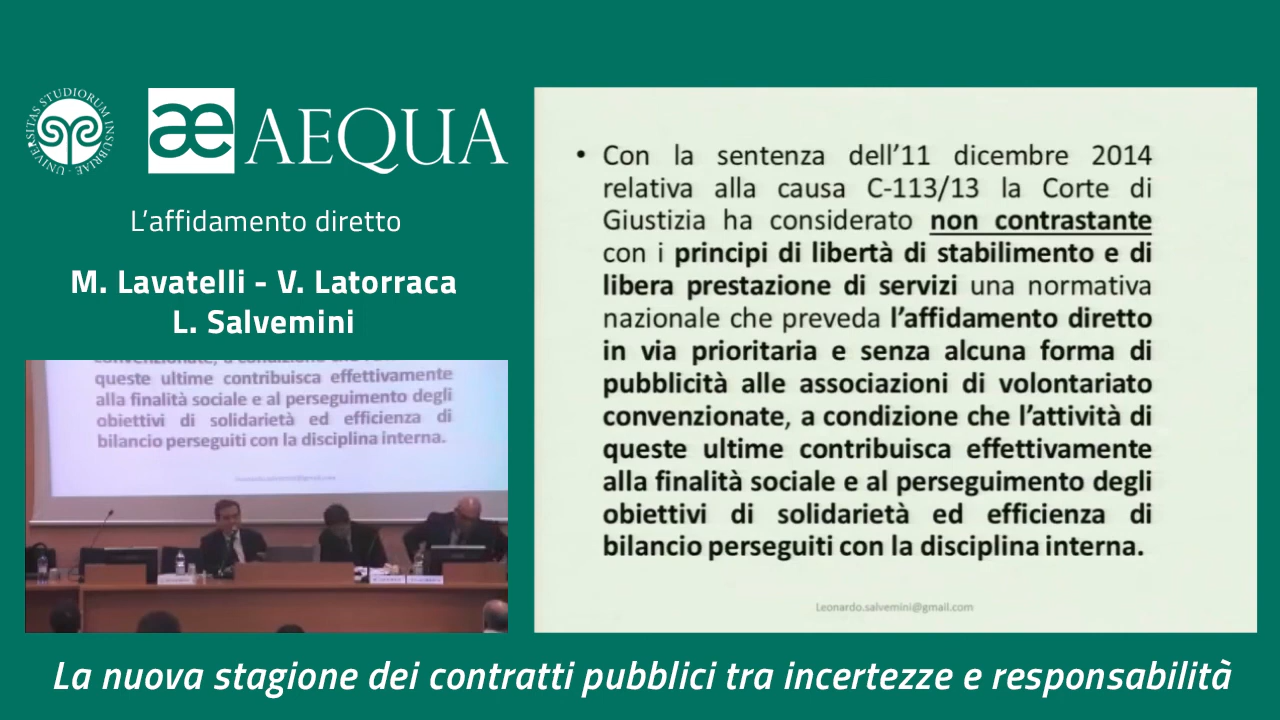 UNIVERSITAS STUDIORUM INSUBRIAE
æ AEQUA
L’affidamento diretto
M. Lavatelli - V. Latorraca
L. Salvemini
queste ultime contribuisca effettivamente
alla finalità sociale e al perseguimento degli
obiettivi di solidarietà ed efficienza di
bilancio perseguiti con la disciplina interna.
• Con la sentenza dell’11 dicembre 2014
relativa alla causa C-113/13 la Corte di
Giustizia ha considerato non contrastante
con i principi di libertà di stabilimento e di
libera prestazione di servizi una normativa
nazionale che preveda l’affidamento diretto
in via prioritaria e senza alcuna forma di
pubblicità alle associazioni di volontariato
convenzionate, a condizione che l’attività di
queste ultime contribuisca effettivamente
alla finalità sociale e al perseguimento degli
obiettivi di solidarietà ed efficienza di
bilancio perseguiti con la disciplina interna.
Leonardo.salvemini@gmail.com
La nuova stagione dei contratti pubblici tra incertezze e responsabilità